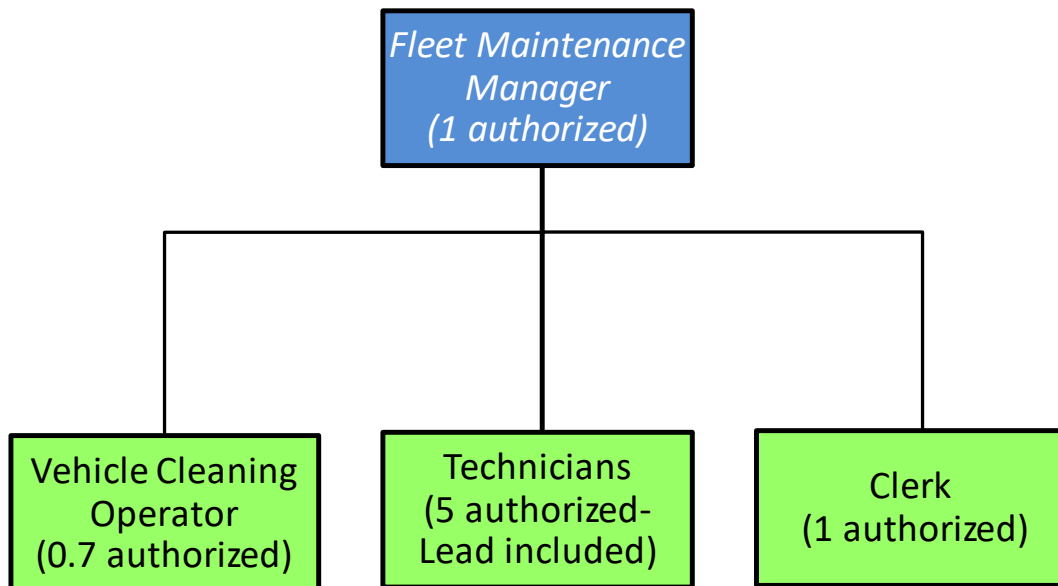 Fleet Maintenance
Manager
(1 authorized)
Vehicle Cleaning
Operator
(0.7 authorized)
Technicians
(5 authorized-
Lead included)
Clerk
(1 authorized)